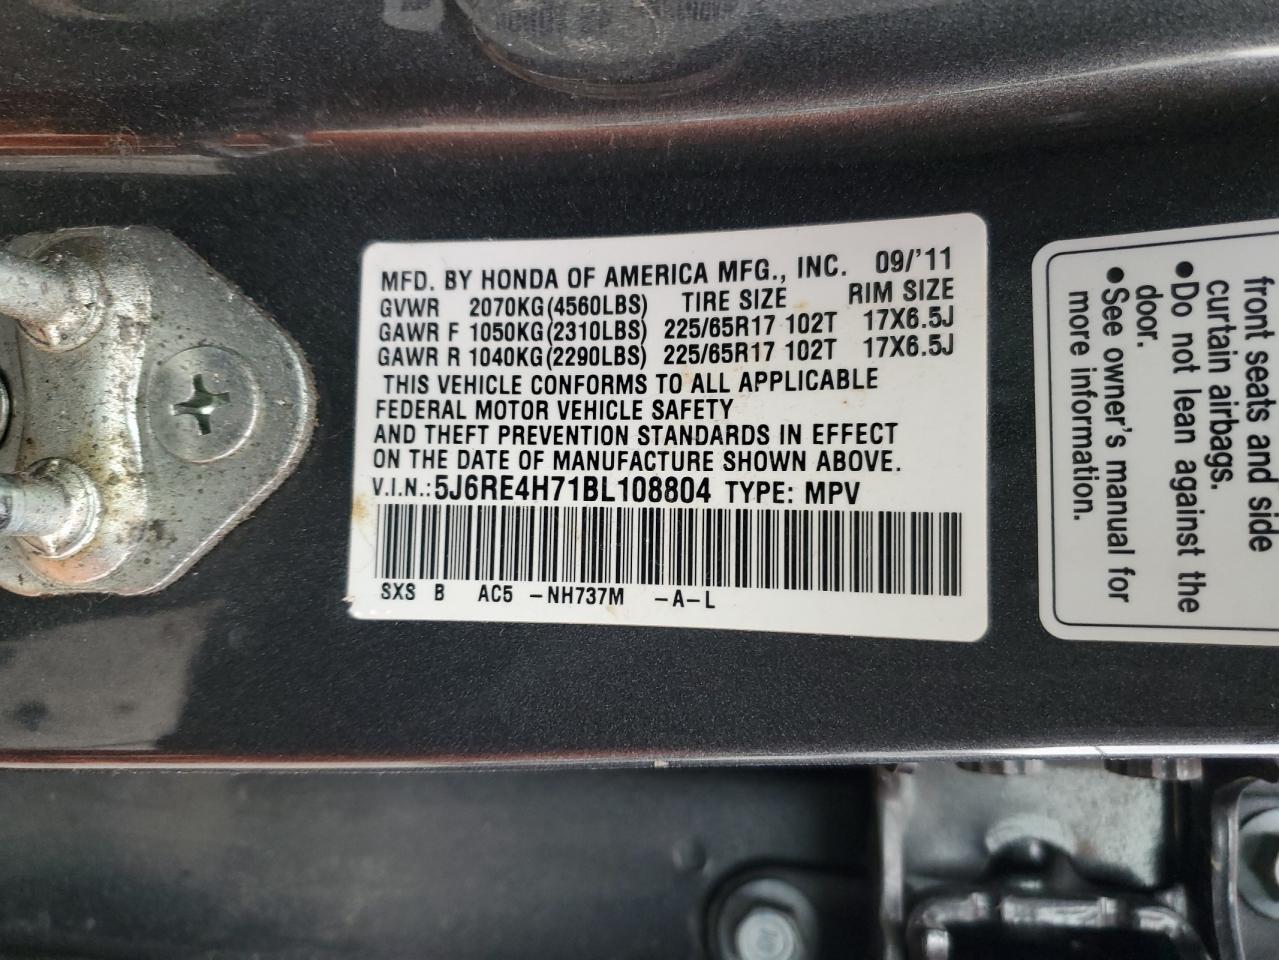 MFD. BY HONDA OF AMERICA MFG., INC. 09/'11
GVWR 2070KG(4560LBS) TIRE SIZE RIM SIZE
GAWR F 1050KG(2310LBS) 225/65R17 102T 17X6.5J
GAWR R 1040KG(2290LBS) 225/65R17 102T 17X6.5J
THIS VEHICLE CONFORMS TO ALL APPLICABLE
FEDERAL MOTOR VEHICLE SAFETY
AND THEFT PREVENTION STANDARDS IN EFFECT
ON THE DATE OF MANUFACTURE SHOWN ABOVE.
V.I.N.: 5J6RE4H71BL108804 TYPE: MPV
SXS B AC5 -NH737M -A-L
front seats and side
curtain airbags.
●Do not lean against the
door.
●See owner's manual for
more information.